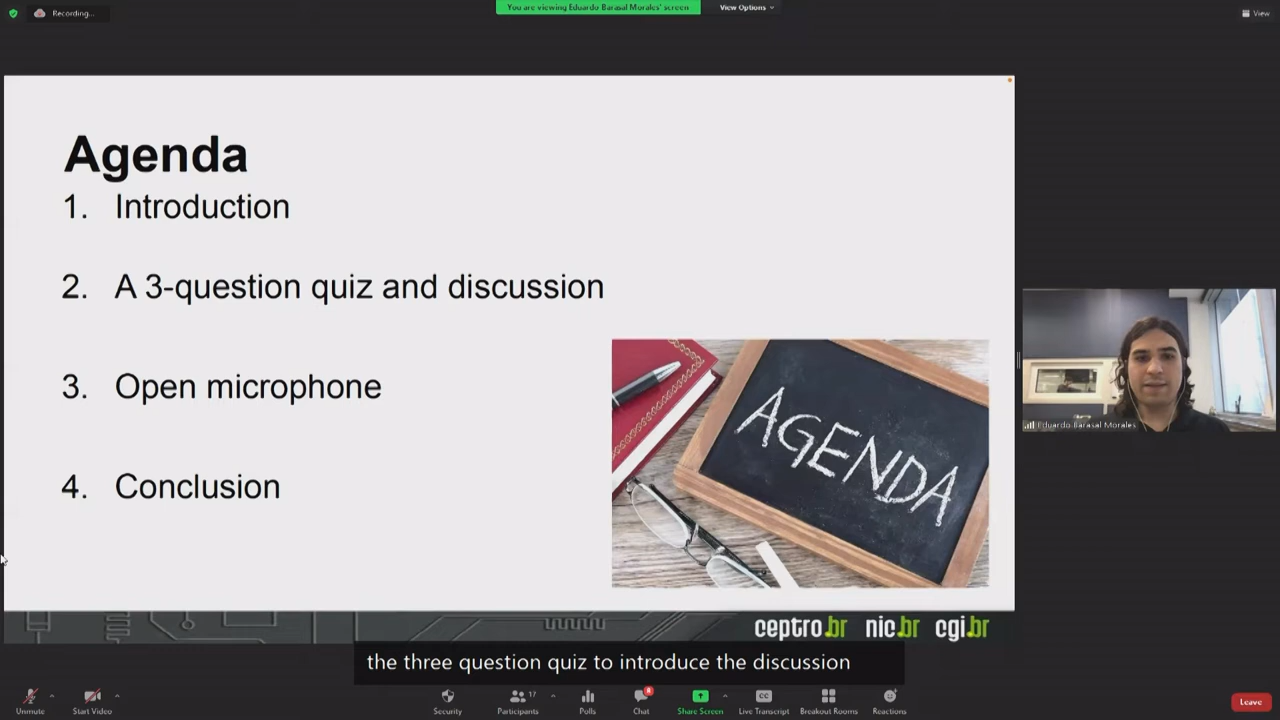 Recording...
You are viewing Eduardo Barasal Morales' screen
View Options
View
Agenda
1. Introduction
2. A 3-question quiz and discussion
3. Open microphone
4. Conclusion
AGENDA
Eduardo Barasal Morales
ceptro.br nic.br cgi.br
the three question quiz to introduce the discussion
Unmute
Start Video
Security
Participants 17
Polls
Chat 8
Share Screen
CC Live Transcript
Breakout Rooms
Reactions
Leave